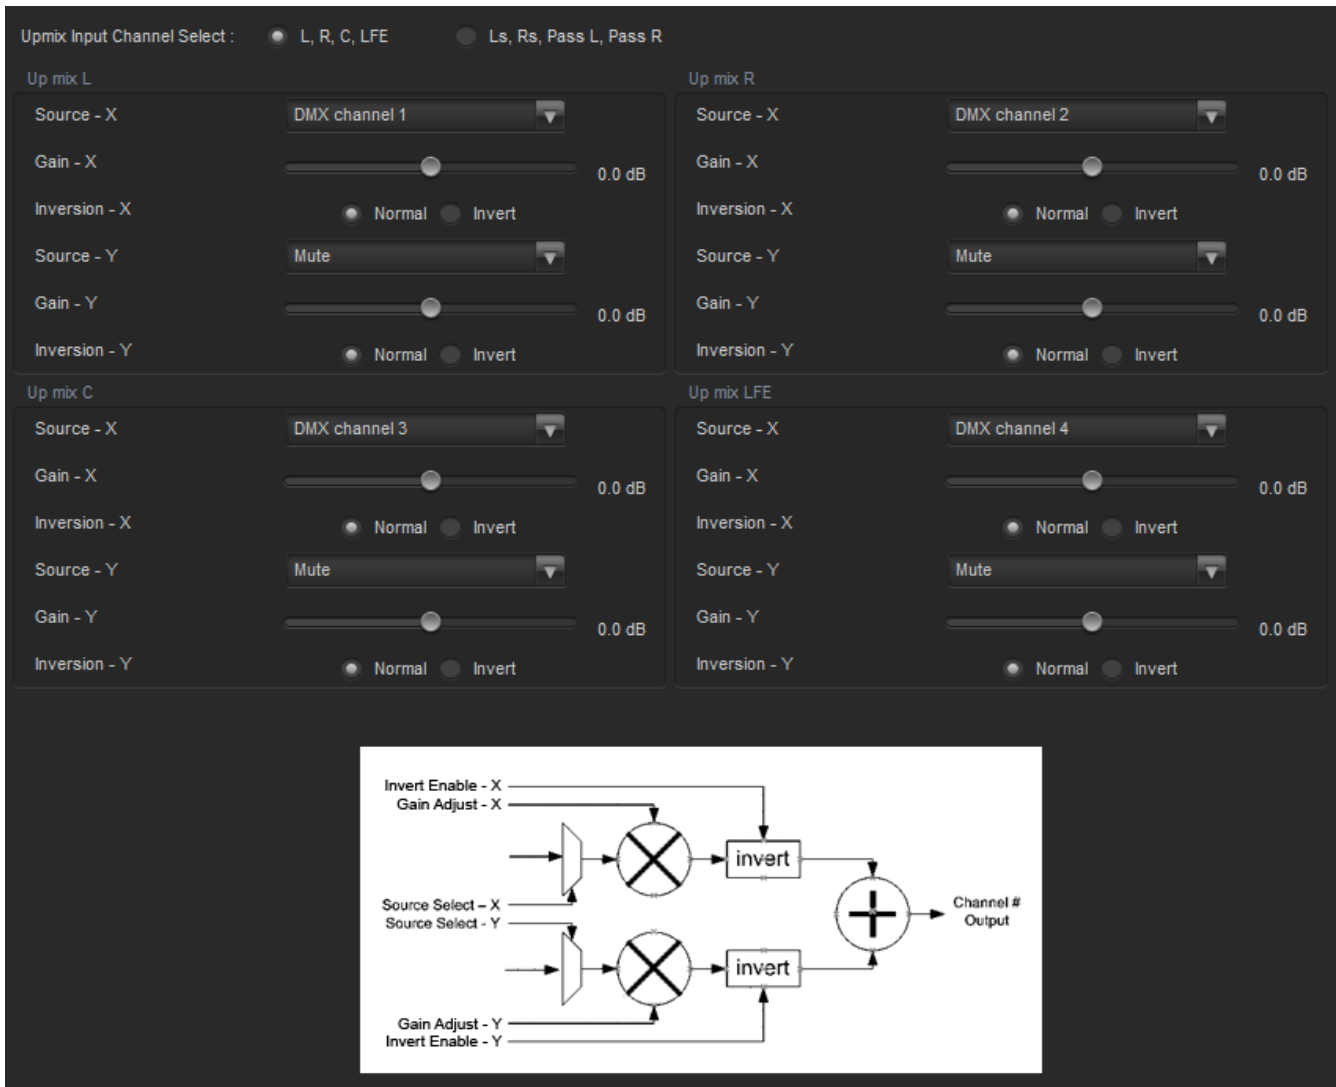 Upmix Input Channel Select : L, R, C, LFE Ls, Rs, Pass L, Pass R
Up mix L
Source - X DMX channel 1
Gain - X 0.0 dB
Inversion - X Normal Invert
Source - Y Mute
Gain - Y 0.0 dB
Inversion - Y Normal Invert
Up mix R
Source - X DMX channel 2
Gain - X 0.0 dB
Inversion - X Normal Invert
Source - Y Mute
Gain - Y 0.0 dB
Inversion - Y Normal Invert
Up mix C
Source - X DMX channel 3
Gain - X 0.0 dB
Inversion - X Normal Invert
Source - Y Mute
Gain - Y 0.0 dB
Inversion - Y Normal Invert
Up mix LFE
Source - X DMX channel 4
Gain - X 0.0 dB
Inversion - X Normal Invert
Source - Y Mute
Gain - Y 0.0 dB
Inversion - Y Normal Invert
Invert Enable - X
Gain Adjust - X
invert
Source Select – X
Source Select - Y
Channel #
Output
invert
Gain Adjust - Y
Invert Enable - Y